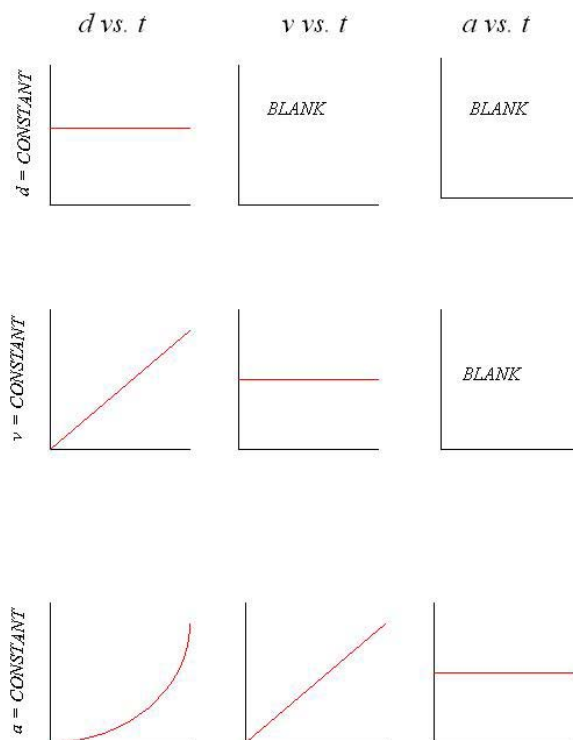 d vs. t
v vs. t
a vs. t
d = CONSTANT
BLANK
BLANK
v = CONSTANT
BLANK
a = CONSTANT